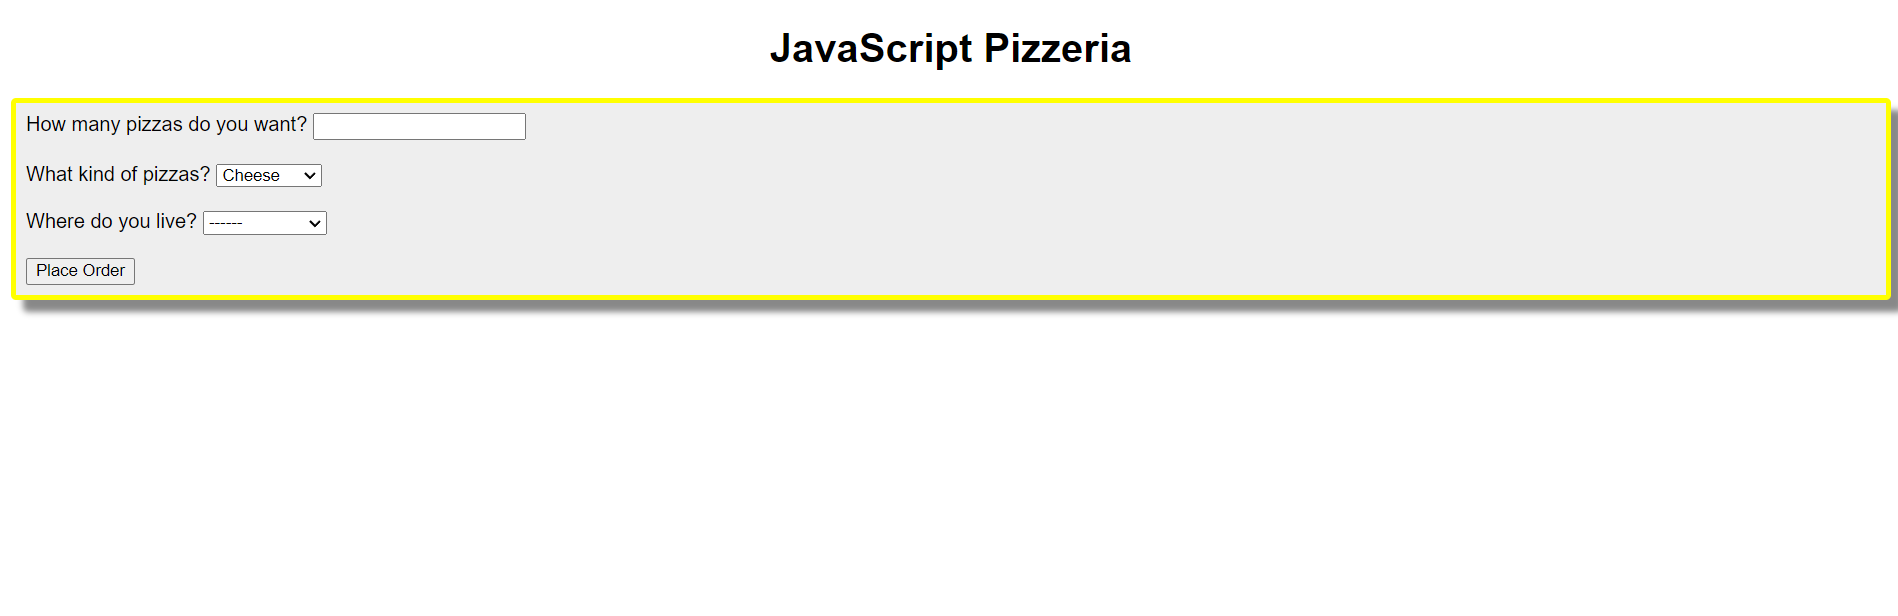 JavaScript Pizzeria
How many pizzas do you want?
What kind of pizzas? Cheese
Where do you live? ------
Place Order